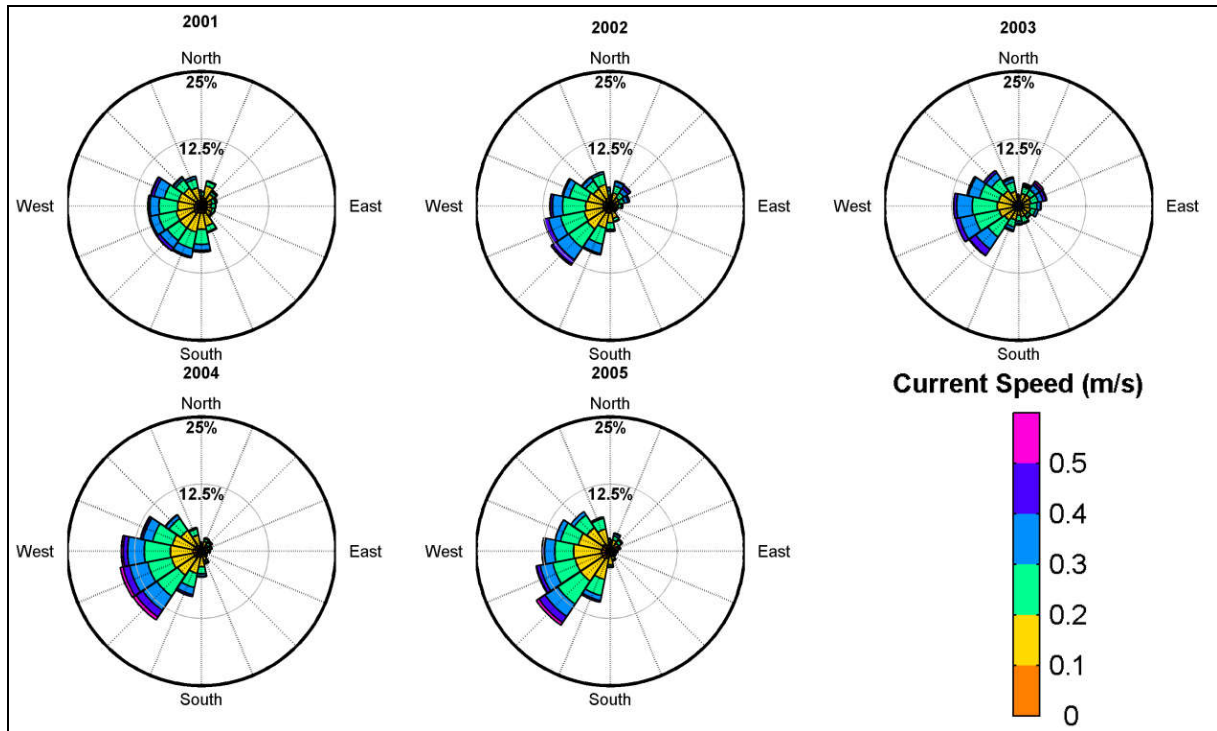 2001
North
25%
12.5%
West
East
South
2002
North
25%
12.5%
West
East
South
2003
North
25%
12.5%
West
East
South
2004
North
25%
12.5%
West
East
South
2005
North
25%
12.5%
West
East
South
Current Speed (m/s)
0.5
0.4
0.3
0.2
0.1
0